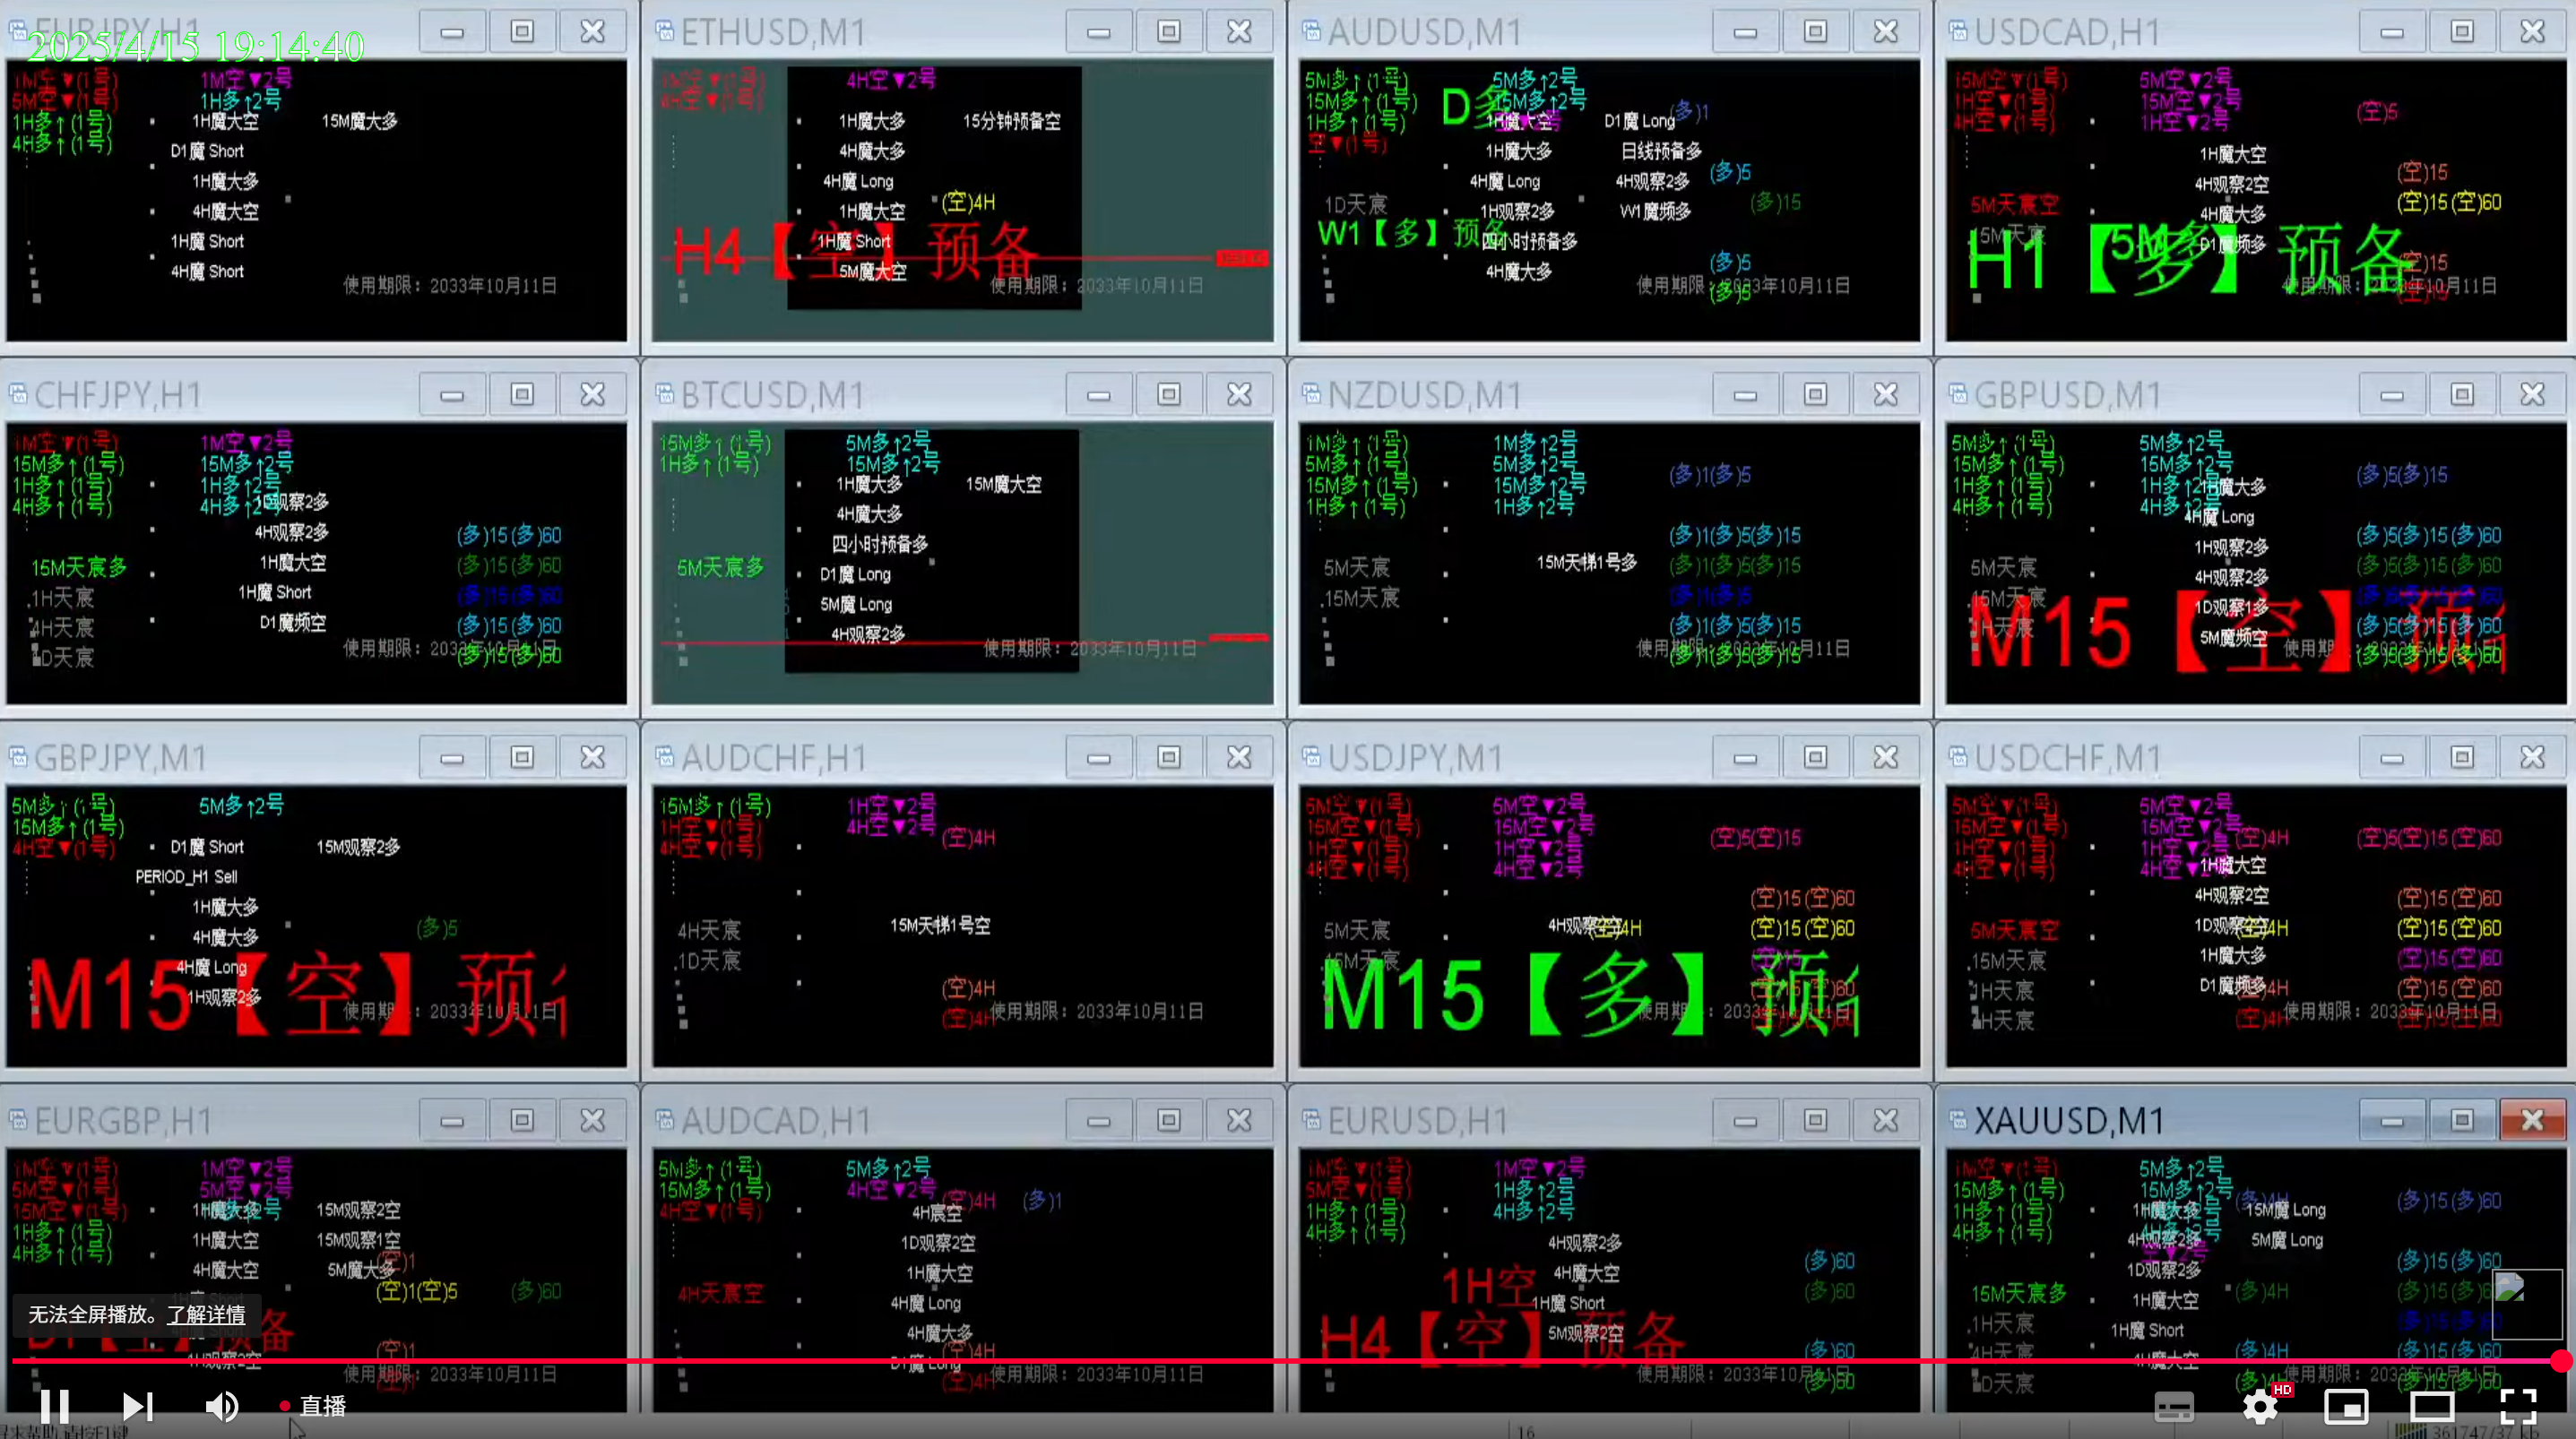 EURJPY,H1
2025/4/15 19:14:40
1M空▼(1号)
5M空▼(1号)
1H多↑(1号)
4H多↑(1号)
1M空▼2号
1H多↑2号
1H魔大空
15M魔大多
D1魔 Short
1H魔大多
4H魔大空
1H魔 Short
4H魔 Short
使用期限：2033年10月11日
ETHUSD,M1
4H空▼(1号)
4H空▼2号
1H魔大多
15分钟预备空
4H魔大多
4H魔 Long
1H魔大空
(空)4H
1H魔 Short
H4【空】预备
5M魔大空
使用期限：2033年10月11日
AUDUSD,M1
5M多↑(1号)
15M多↑(1号)
1H多↑(1号)
空▼(1号)
D多
5M多↑2号
15M多↑2号
1H魔大空
D1魔 Long
(多)1
1H魔大多
日线预备多
4H魔 Long
4H观察2多
(多)5
1D天宸
1H观察2多
W1魔频多
(多)15
W1【多】预备
四小时预备多
4H魔大多
(多)5
使用期限：2033年10月11日
(多)5
USDCAD,H1
15M空▼(1号)
1H空▼(1号)
4H空▼(1号)
5M空▼2号
15M空▼2号
1H空▼2号
(空)5
1H魔大空
(空)15
4H观察2空
(空)15(空)60
5M天宸空
4H魔大多
15M天宸
D1魔频多
5M多
H1【多】预备
(空)15
使用期限：2033年10月11日
CHFJPY,H1
1M空▼(1号)
15M多↑(1号)
1H多↑(1号)
4H多↑(1号)
1M空▼2号
15M多↑2号
1H多↑2号
4H多↑2号
观察2多
4H观察2多
(多)15(多)60
15M天宸多
1H魔大空
(多)15(多)60
1H天宸
1H魔 Short
(多)15(多)60
4H天宸
D1魔频空
(多)15(多)60
D天宸
使用期限：2033年10月11日
(多)15(多)60
BTCUSD,M1
15M多↑(1号)
1H多↑(1号)
5M多↑2号
15M多↑2号
1H魔大多
15M魔大空
4H魔大多
四小时预备多
5M天宸多
D1魔 Long
5M魔 Long
4H观察2多
使用期限：2033年10月11日
NZDUSD,M1
1M多↑(1号)
5M多↑(1号)
15M多↑(1号)
1H多↑(1号)
1M多↑2号
5M多↑2号
15M多↑2号
1H多↑2号
(多)1(多)5
(多)1(多)5(多)15
5M天宸
15M天梯1号多
(多)1(多)5(多)15
15M天宸
(多)1(多)5
(多)1(多)5(多)15
使用期限：2033年10月11日
(多)1(多)5(多)15
GBPUSD,M1
5M多↑(1号)
15M多↑(1号)
1H多↑(1号)
4H多↑(1号)
5M多↑2号
15M多↑2号
1H多↑2号
4H多↑2号
(多)5(多)15
1H魔大多
4H魔 Long
1H观察2多
(多)5(多)15(多)60
5M天宸
4H观察2多
(多)5(多)15(多)60
15M天宸
1D观察1多
1H天宸
M15【空】预备
5M魔频空
(多)5(多)15(多)60
(多)5(多)15(多)60
GBPJPY,M1
5M多↑(1号)
15M多↑(1号)
4H空▼(1号)
5M多↑2号
D1魔 Short
15M观察2多
PERIOD_H1 Sell
1H魔大多
4H魔大多
(多)5
4H魔 Long
1H观察2多
M15【空】预
使用期限：2033年10月11日
AUDCHF,H1
15M多↑(1号)
1H空▼(1号)
4H空▼(1号)
1H空▼2号
4H空▼2号
(空)4H
4H天宸
15M天梯1号空
1D天宸
(空)4H
(空)4H
使用期限：2033年10月11日
USDJPY,M1
5M空▼(1号)
15M空▼(1号)
1H空▼(1号)
4H空▼(1号)
5M空▼2号
15M空▼2号
1H空▼2号
4H空▼2号
(空)5(空)15
(空)15(空)60
5M天宸
4H观察2空
(空)4H
(空)15(空)60
15M天宸
M15【多】预
USDCHF,M1
5M空▼(1号)
15M空▼(1号)
1H空▼(1号)
4H空▼(1号)
5M空▼2号
15M空▼2号
1H空▼2号
4H空▼2号
(空)4H
(空)5(空)15(空)60
1H魔大空
4H观察2空
(空)15(空)60
5M天宸空
1D观察2空
(空)15(空)60
15M天宸
1H魔大多
(空)15(空)60
1H天宸
D1魔频多
(空)4H
(空)15(空)60
H天宸
(空)4H
使用期限：2033年10月11日
EURGBP,H1
1M空▼(1号)
5M空▼(1号)
15M空▼(1号)
1H多↑(1号)
4H多↑(1号)
1M空▼2号
5M空▼2号
1H魔大多
15M观察2空
1H魔大空
15M观察1空
4H魔大空
5M魔大多
(空)1
(空)1(空)5
(多)60
D1【空】预备
(空)1
使用期限：2033年10月11日
无法全屏播放。了解详情
AUDCAD,H1
5M多↑(1号)
15M多↑(1号)
4H空▼(1号)
5M多↑2号
4H空▼2号
(空)4H
(多)1
4H宸空
1D观察2空
1H魔大空
4H天宸空
4H魔 Long
4H魔大多
(空)4H
D1魔 Long
(空)4H
使用期限：2033年10月11日
EURUSD,H1
1M空▼(1号)
5M空▼(1号)
1H多↑(1号)
4H多↑(1号)
1M空▼2号
1H多↑2号
4H多↑2号
4H观察2多
(多)60
1H空
4H魔大空
(多)60
1H魔 Short
H4【空】预备
5M观察2空
(多)60
使用期限：2033年10月11日
(多)60
XAUUSD,M1
1M空▼(1号)
15M多↑(1号)
1H多↑(1号)
4H多↑(1号)
5M多↑2号
15M多↑2号
(多)4H
(多)15(多)60
1H魔大多
15M魔 Long
4H观察2多
5M魔 Long
(多)15(多)60
1D观察2多
15M天宸多
1H魔大空
(多)4H
1H天宸
1H魔 Short
4H天宸
4H魔大空
(多)4H
(多)15(多)60
D天宸
使用期限：2033年10月11日
直播
HD
16
361747/37 kb